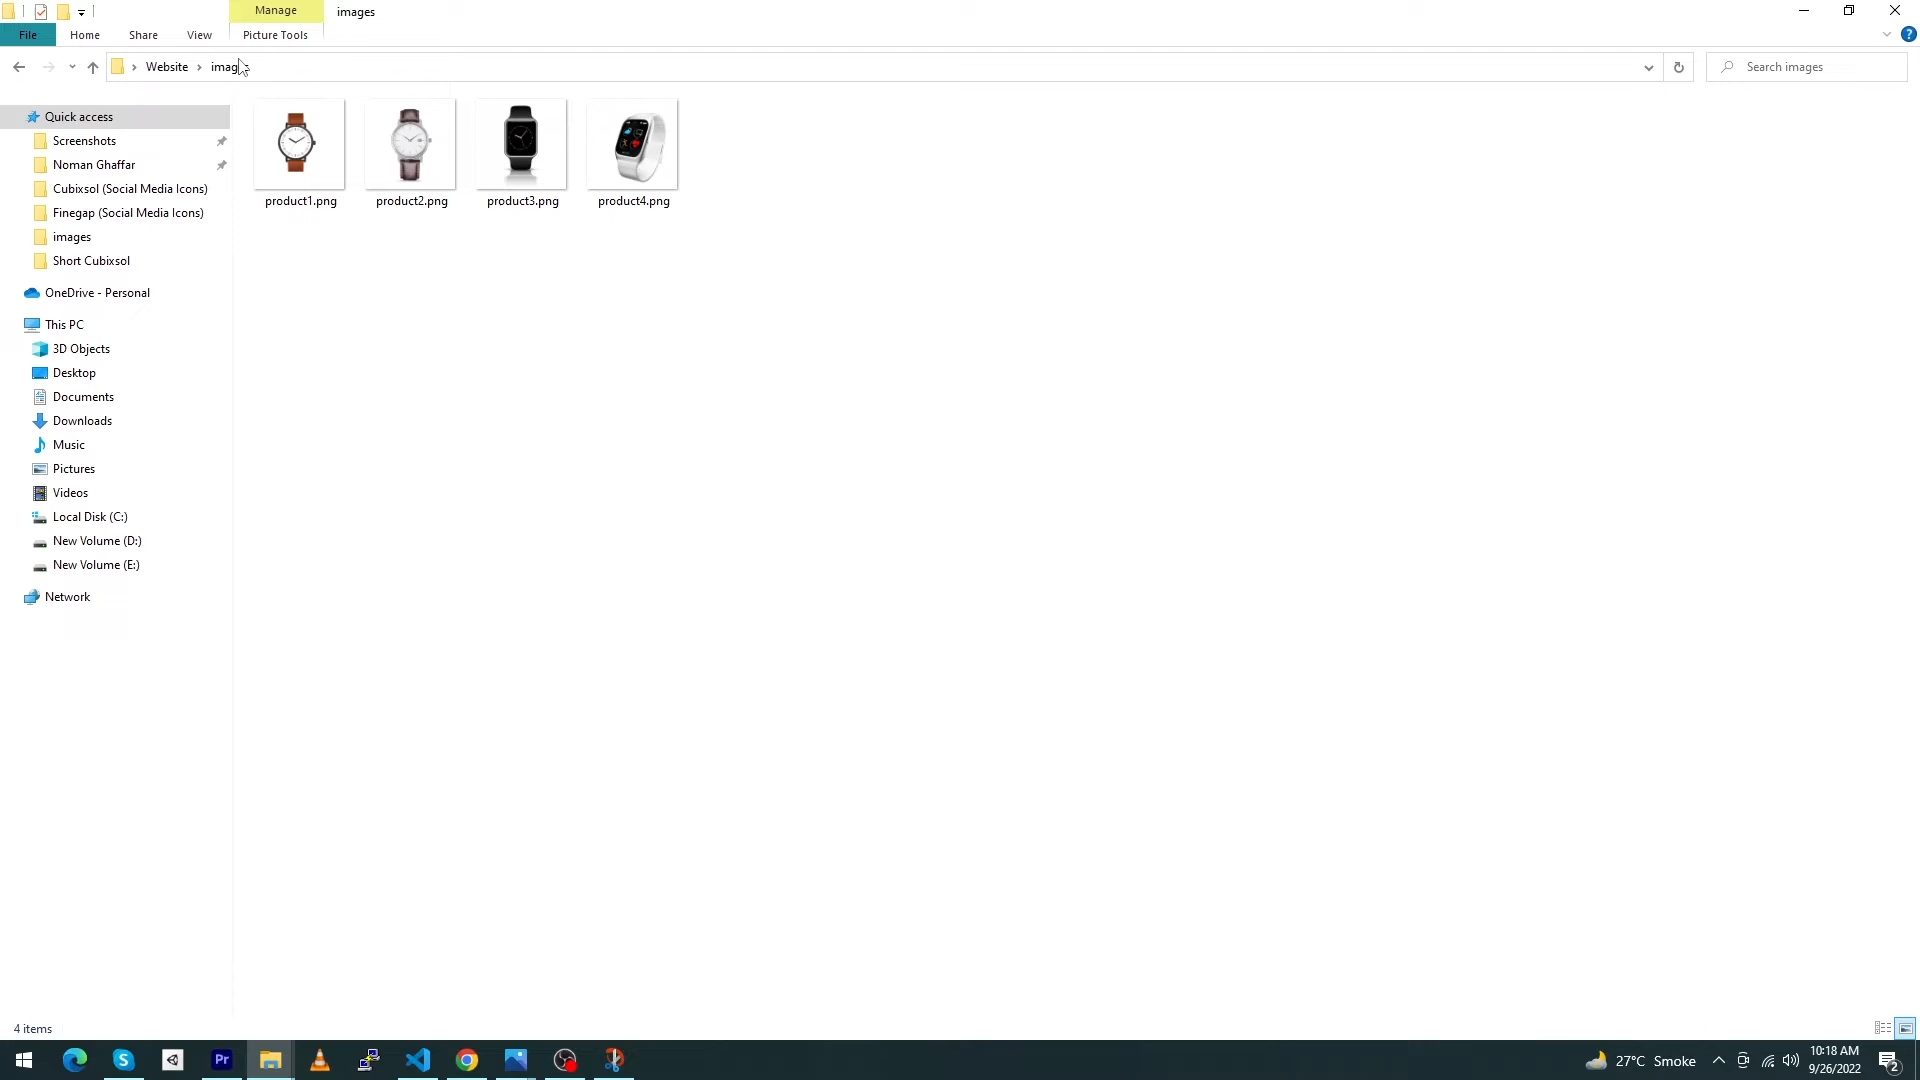 Manage
images
File
Home
Share
View
Picture Tools
Website
Search images
Quick access
Screenshots
Noman Ghaffar
Cubixsol (Social Media Icons)
Finegap (Social Media Icons)
images
Short Cubixsol
OneDrive - Personal
This PC
3D Objects
Desktop
Documents
Downloads
Music
Pictures
Videos
Local Disk (C:)
New Volume (D:)
New Volume (E:)
Network
product1.png
product2.png
product3.png
product4.png
4 items
S
Pr
27°C Smoke
10:18 AM
9/26/2022
2